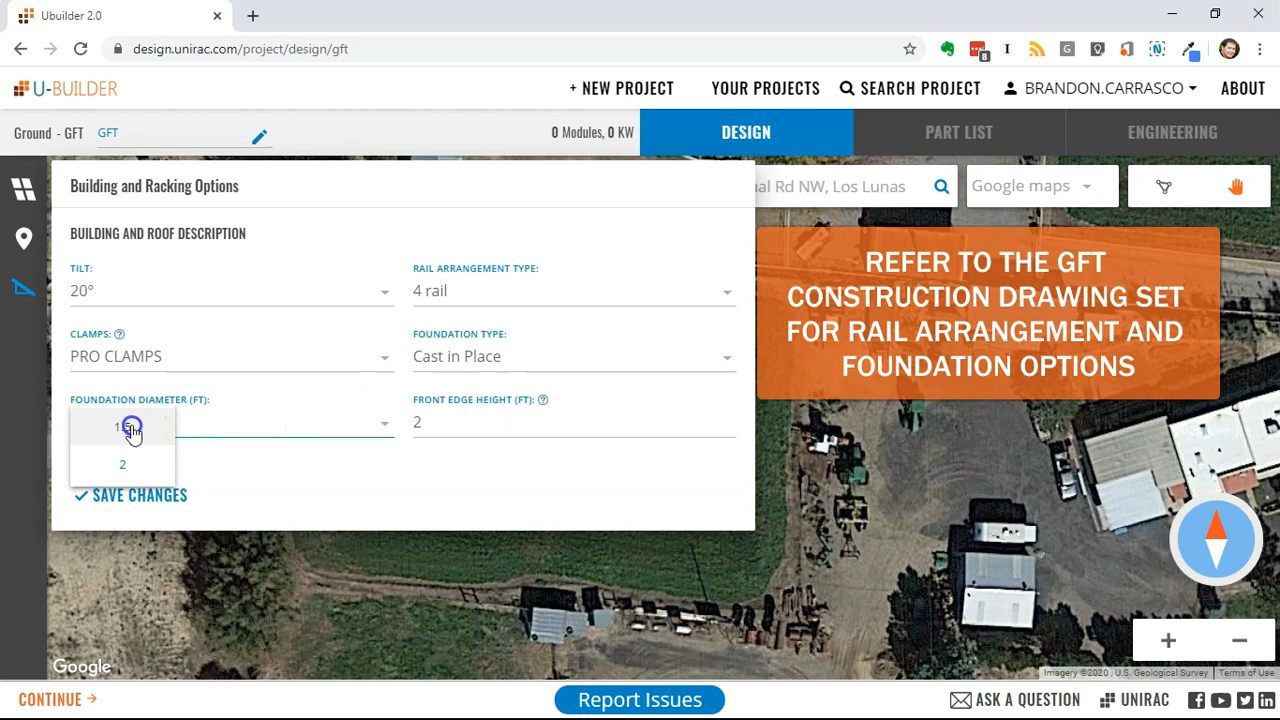 Ubuilder 2.0
design.unirac.com/project/design/gft
8
G
N
U-BUILDER
+ NEW PROJECT
YOUR PROJECTS
SEARCH PROJECT
BRANDON.CARRASCO
ABOUT
Ground - GFT
GFT
0 Modules, 0 KW
DESIGN
PART LIST
ENGINEERING
Building and Racking Options
ual Rd NW, Los Lunas
Google maps
BUILDING AND ROOF DESCRIPTION
TILT:
RAIL ARRANGEMENT TYPE:
20°
4 rail
CLAMPS: ?
FOUNDATION TYPE:
PRO CLAMPS
Cast in Place
FOUNDATION DIAMETER (FT):
FRONT EDGE HEIGHT (FT): ?
2
2
SAVE CHANGES
REFER TO THE GFT
CONSTRUCTION DRAWING SET
FOR RAIL ARRANGEMENT AND
FOUNDATION OPTIONS
Google
Imagery ©2020 , U.S. Geological Survey
Terms of Use
CONTINUE
Report Issues
ASK A QUESTION
UNIRAC